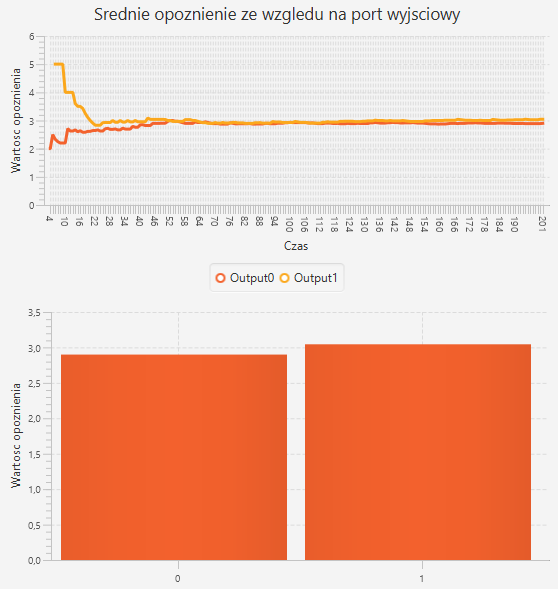 Srednie opoznienie ze wzgledu na port wyjsciowy
Wartosc opoznienia
6
5
4
3
2
1
0
4 10 16 22 28 34 40 46 52 58 64 70 76 82 88 94 100 106 112 118 124 130 136 142 148 154 160 166 172 178 184 190 201
Czas
Output0 Output1
Wartosc opoznienia
3,5
3,0
2,5
2,0
1,5
1,0
0,5
0,0
0 1